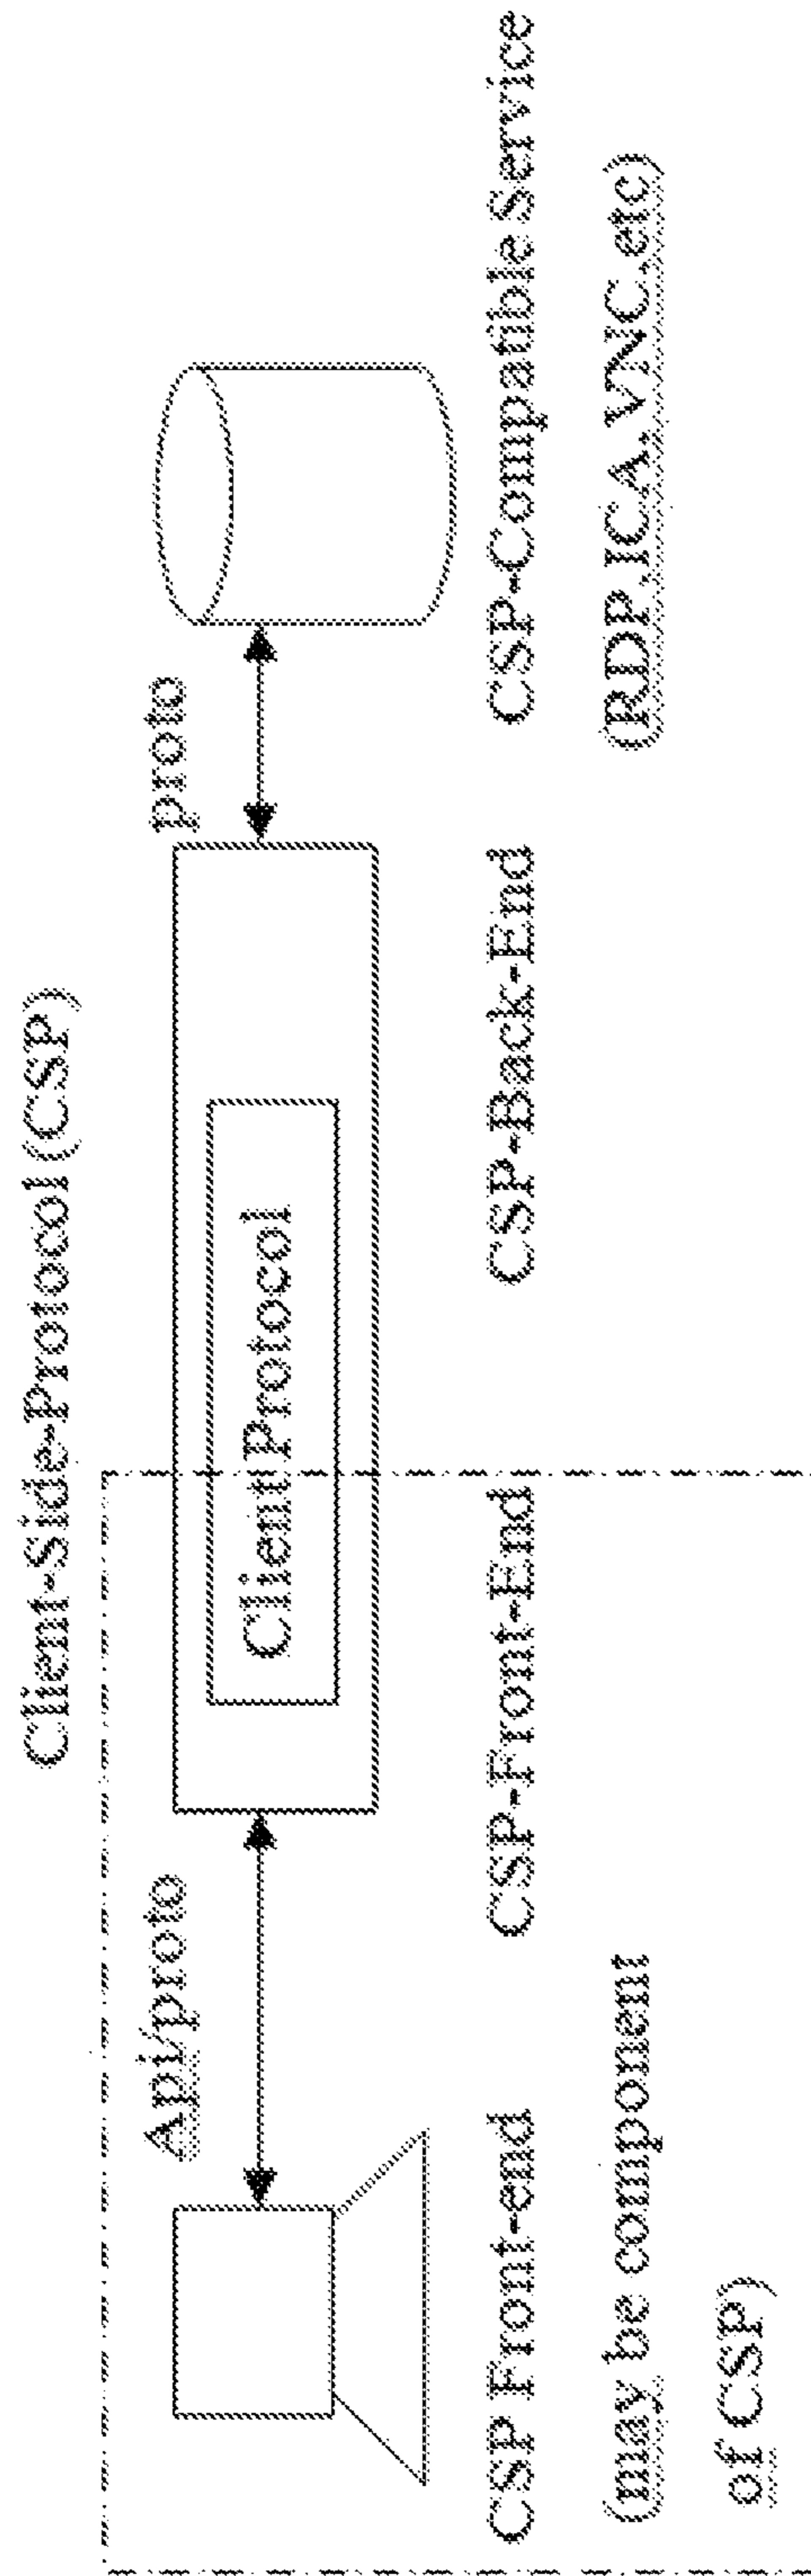 Client-Side-Protocol (CSP)
Api/proto
proto
Client Protocol
CSP Front-end
(may be component
of CSP)
CSP-Front-End
CSP-Back-End
CSP-Compatible Service
(RDP,ICA,VNC,etc)